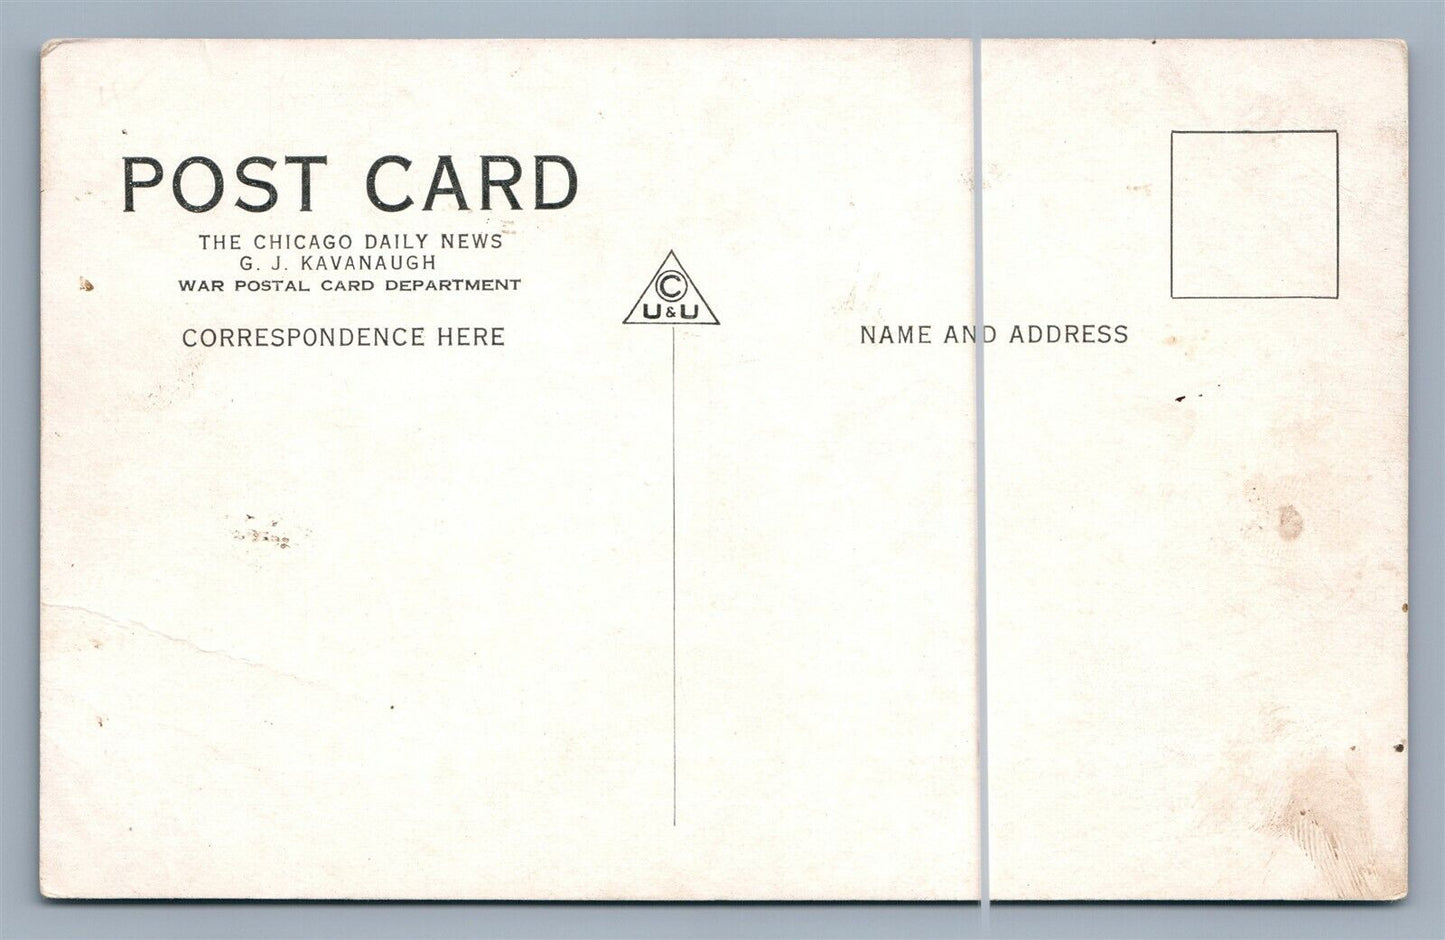 POST CARD
THE CHICAGO DAILY NEWS
G. J. KAVANAUGH
WAR POSTAL CARD DEPARTMENT
CORRESPONDENCE HERE
C
U&U
NAME AND ADDRESS